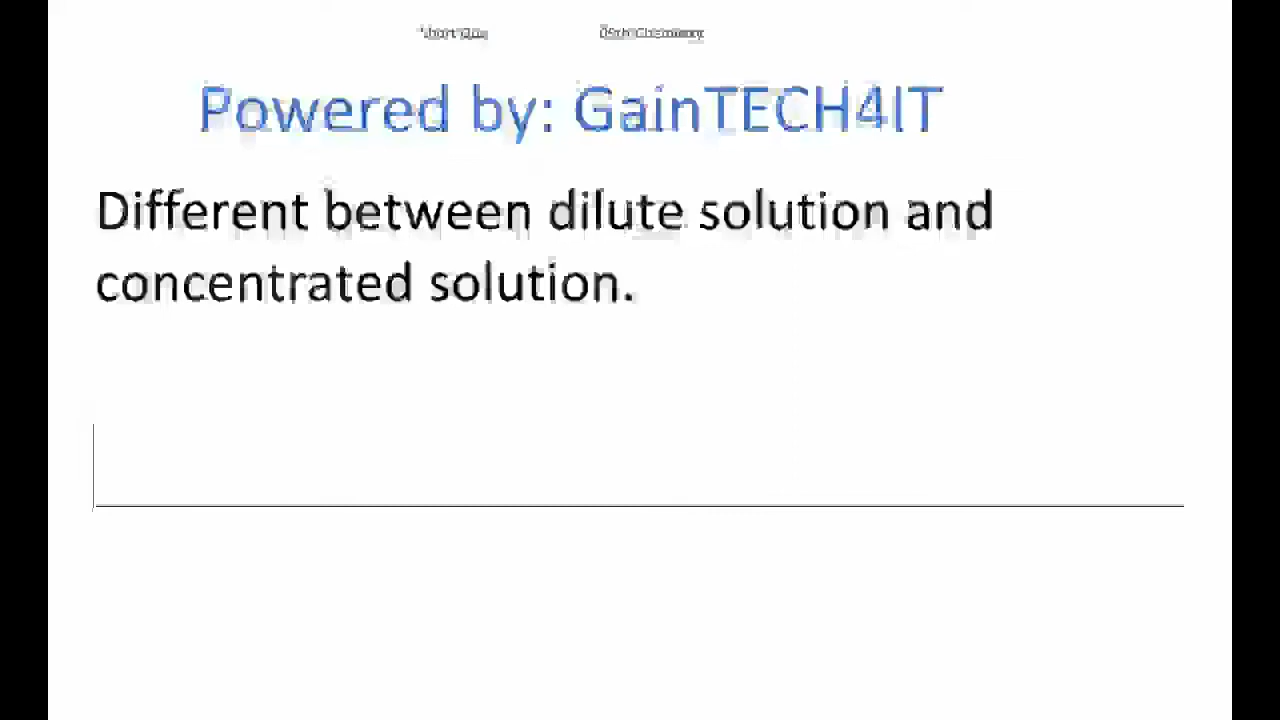 Powered by: GainTECH4IT
Different between dilute solution and
concentrated solution.